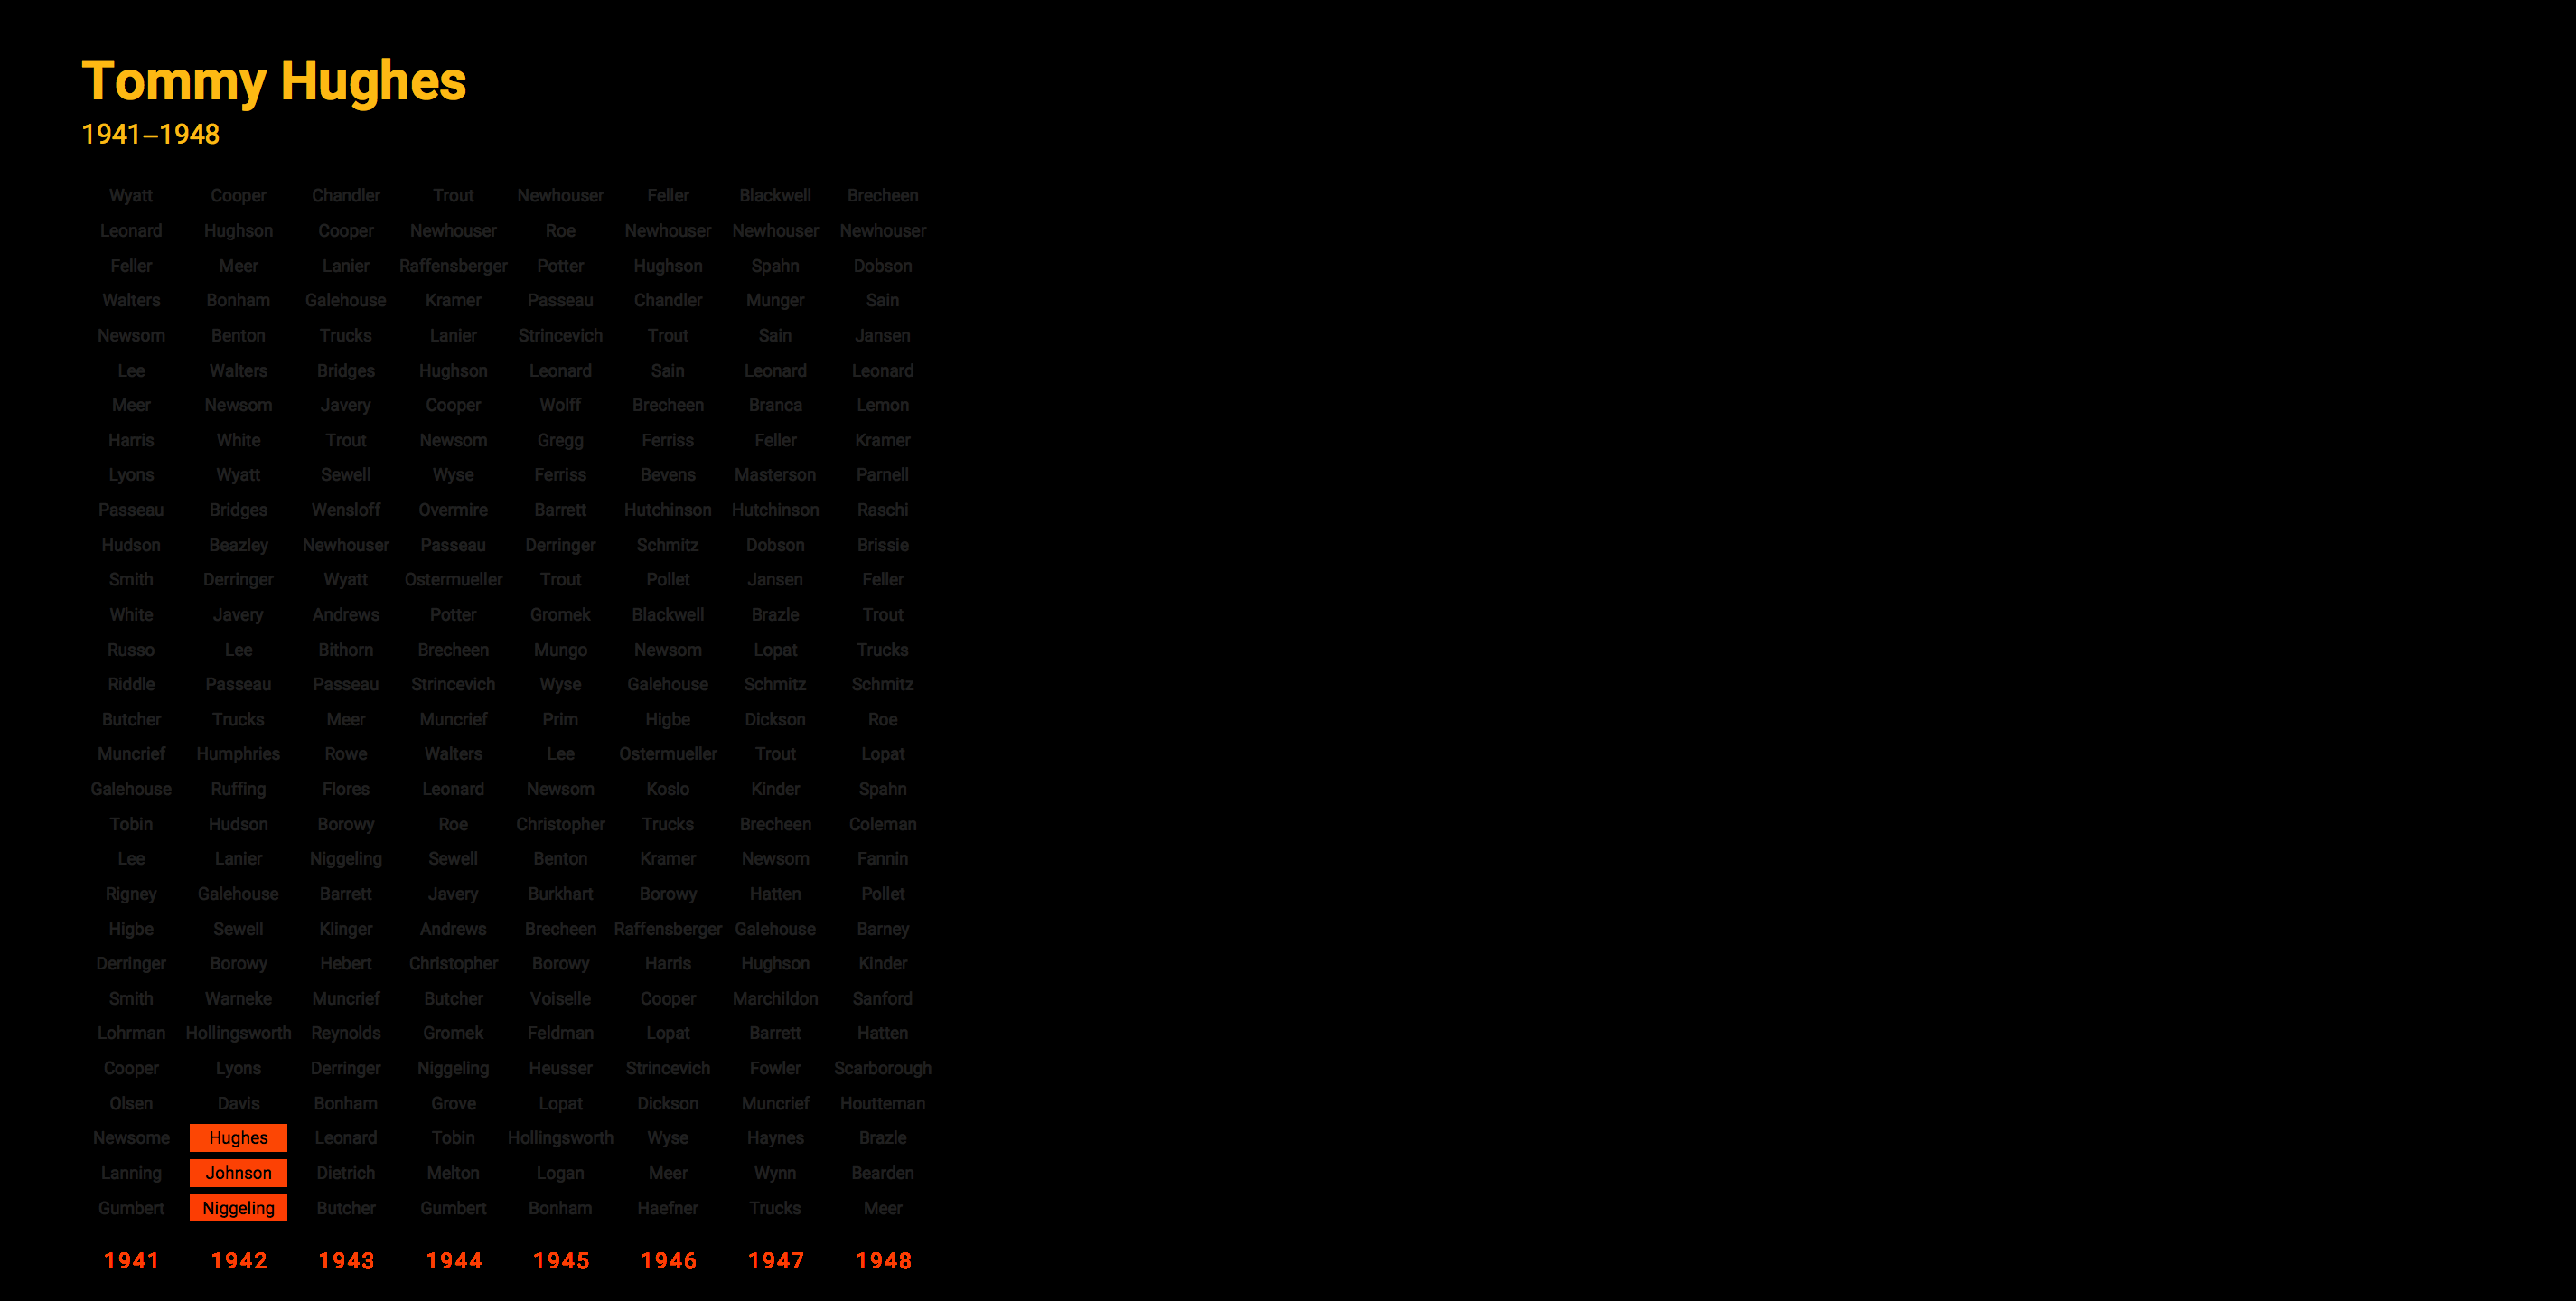 Tommy Hughes
1941–1948
Wyatt Cooper Chandler Trout Newhouser Feller Blackwell Brecheen
Leonard Hughson Cooper Newhouser Roe Newhouser Newhouser Newhouser
Feller Meer Lanier Raffensberger Potter Hughson Spahn Dobson
Walters Bonham Galehouse Kramer Passeau Chandler Munger Sain
Newsom Benton Trucks Lanier Strincevich Trout Sain Jansen
Lee Walters Bridges Hughson Leonard Sain Leonard Leonard
Meer Newsom Javery Cooper Wolff Brecheen Branca Lemon
Harris White Trout Newsom Gregg Ferriss Feller Kramer
Lyons Wyatt Sewell Wyse Ferriss Bevens Masterson Parnell
Passeau Bridges Wensloff Overmire Barrett Hutchinson Hutchinson Raschi
Hudson Beazley Newhouser Passeau Derringer Schmitz Dobson Brissie
Smith Derringer Wyatt Ostermueller Trout Pollet Jansen Feller
White Javery Andrews Potter Gromek Blackwell Brazle Trout
Russo Lee Bithorn Brecheen Mungo Newsom Lopat Trucks
Riddle Passeau Passeau Strincevich Wyse Galehouse Schmitz Schmitz
Butcher Trucks Meer Muncrief Prim Higbe Dickson Roe
Muncrief Humphries Rowe Walters Lee Ostermueller Trout Lopat
Galehouse Ruffing Flores Leonard Newsom Koslo Kinder Spahn
Tobin Hudson Borowy Roe Christopher Trucks Brecheen Coleman
Lee Lanier Niggeling Sewell Benton Kramer Newsom Fannin
Rigney Galehouse Barrett Javery Burkhart Borowy Hatten Pollet
Higbe Sewell Klinger Andrews Brecheen Raffensberger Galehouse Barney
Derringer Borowy Hebert Christopher Borowy Harris Hughson Kinder
Smith Warneke Muncrief Butcher Voiselle Cooper Marchildon Sanford
Lohrman Hollingsworth Reynolds Gromek Feldman Lopat Barrett Hatten
Cooper Lyons Derringer Niggeling Heusser Strincevich Fowler Scarborough
Olsen Davis Bonham Grove Lopat Dickson Muncrief Houtteman
Newsome Hughes Leonard Tobin Hollingsworth Wyse Haynes Brazle
Lanning Johnson Dietrich Melton Logan Meer Wynn Bearden
Gumbert Niggeling Butcher Gumbert Bonham Haefner Trucks Meer
1941 1942 1943 1944 1945 1946 1947 1948